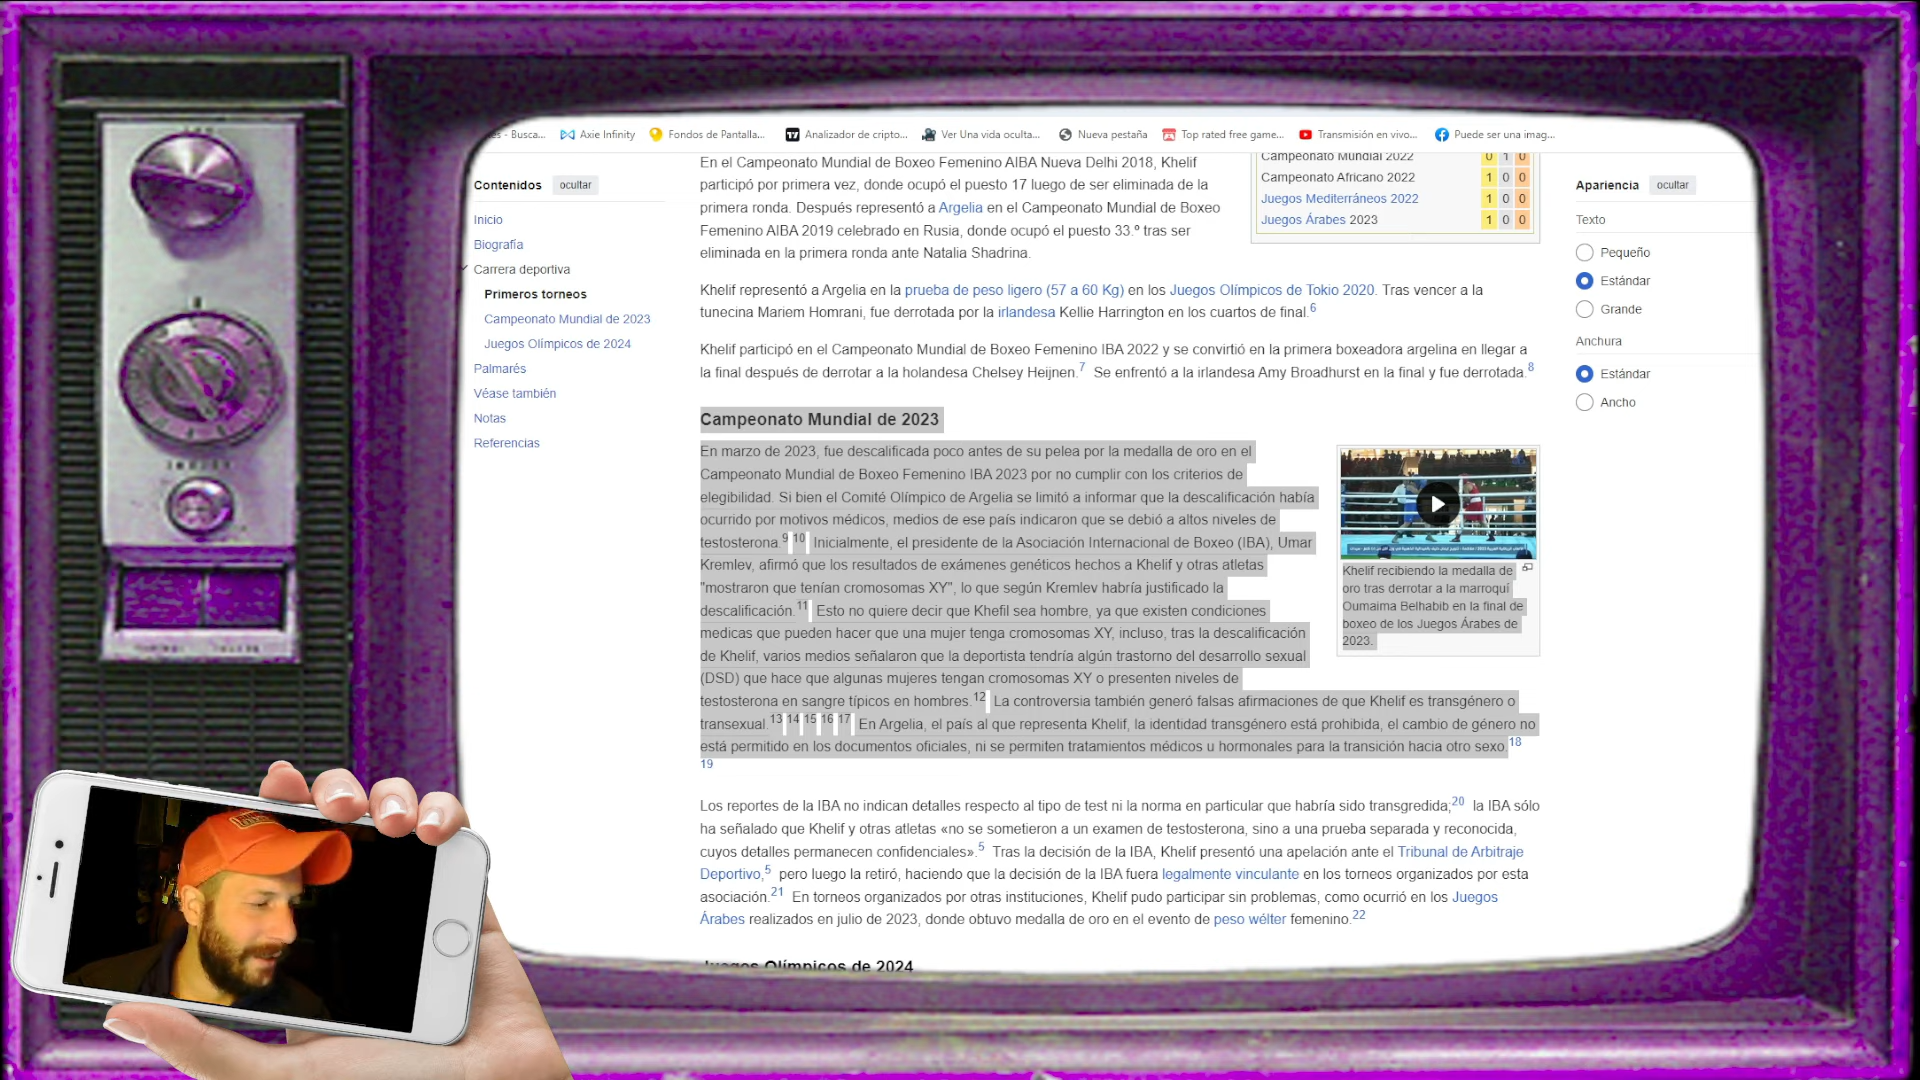 es - Busca...
Axie Infinity
Fondos de Pantalla...
Analizador de cripto...
Ver Una vida oculta...
Nueva pestaña
Top rated free game...
Transmisión en vivo...
Puede ser una imag...
Contenidos ocultar
Inicio
Biografía
Carrera deportiva
Primeros torneos
Campeonato Mundial de 2023
Juegos Olímpicos de 2024
Palmarés
Véase también
Notas
Referencias
En el Campeonato Mundial de Boxeo Femenino AIBA Nueva Delhi 2018, Khelif
participó por primera vez, donde ocupó el puesto 17 luego de ser eliminada de la
primera ronda. Después representó a Argelia en el Campeonato Mundial de Boxeo
Femenino AIBA 2019 celebrado en Rusia, donde ocupó el puesto 33.º tras ser
eliminada en la primera ronda ante Natalia Shadrina.
Campeonato Mundial 2022 0 1 0
Campeonato Africano 2022 1 0 0
Juegos Mediterráneos 2022 1 0 0
Juegos Árabes 2023 1 0 0
Khelif representó a Argelia en la prueba de peso ligero (57 a 60 Kg) en los Juegos Olímpicos de Tokio 2020. Tras vencer a la
tunecina Mariem Homrani, fue derrotada por la irlandesa Kellie Harrington en los cuartos de final.6
Khelif participó en el Campeonato Mundial de Boxeo Femenino IBA 2022 y se convirtió en la primera boxeadora argelina en llegar a
la final después de derrotar a la holandesa Chelsey Heijnen.7 Se enfrentó a la irlandesa Amy Broadhurst en la final y fue derrotada.8
Campeonato Mundial de 2023
En marzo de 2023, fue descalificada poco antes de su pelea por la medalla de oro en el
Campeonato Mundial de Boxeo Femenino IBA 2023 por no cumplir con los criterios de
elegibilidad. Si bien el Comité Olímpico de Argelia se limitó a informar que la descalificación había
ocurrido por motivos médicos, medios de ese país indicaron que se debió a altos niveles de
testosterona.9 10 Inicialmente, el presidente de la Asociación Internacional de Boxeo (IBA), Umar
Kremlev, afirmó que los resultados de exámenes genéticos hechos a Khelif y otras atletas
"mostraron que tenían cromosomas XY", lo que según Kremlev habría justificado la
descalificación.11 Esto no quiere decir que Khefil sea hombre, ya que existen condiciones
medicas que pueden hacer que una mujer tenga cromosomas XY, incluso, tras la descalificación
de Khelif, varios medios señalaron que la deportista tendría algún trastorno del desarrollo sexual
(DSD) que hace que algunas mujeres tengan cromosomas XY o presenten niveles de
testosterona en sangre típicos en hombres.12 La controversia también generó falsas afirmaciones de que Khelif es transgénero o
transexual.13 14 15 16 17 En Argelia, el país al que representa Khelif, la identidad transgénero está prohibida, el cambio de género no
está permitido en los documentos oficiales, ni se permiten tratamientos médicos u hormonales para la transición hacia otro sexo.18
19
Khelif recibiendo la medalla de
oro tras derrotar a la marroquí
Oumaima Belhabib en la final de
boxeo de los Juegos Árabes de
2023.
Los reportes de la IBA no indican detalles respecto al tipo de test ni la norma en particular que habría sido transgredida;20 la IBA sólo
ha señalado que Khelif y otras atletas «no se sometieron a un examen de testosterona, sino a una prueba separada y reconocida,
cuyos detalles permanecen confidenciales».5 Tras la decisión de la IBA, Khelif presentó una apelación ante el Tribunal de Arbitraje
Deportivo,5 pero luego la retiró, haciendo que la decisión de la IBA fuera legalmente vinculante en los torneos organizados por esta
asociación.21 En torneos organizados por otras instituciones, Khelif pudo participar sin problemas, como ocurrió en los Juegos
Árabes realizados en julio de 2023, donde obtuvo medalla de oro en el evento de peso wélter femenino.22
Juegos Olímpicos de 2024
Apariencia ocultar
Texto
Pequeño
Estándar
Grande
Anchura
Estándar
Ancho